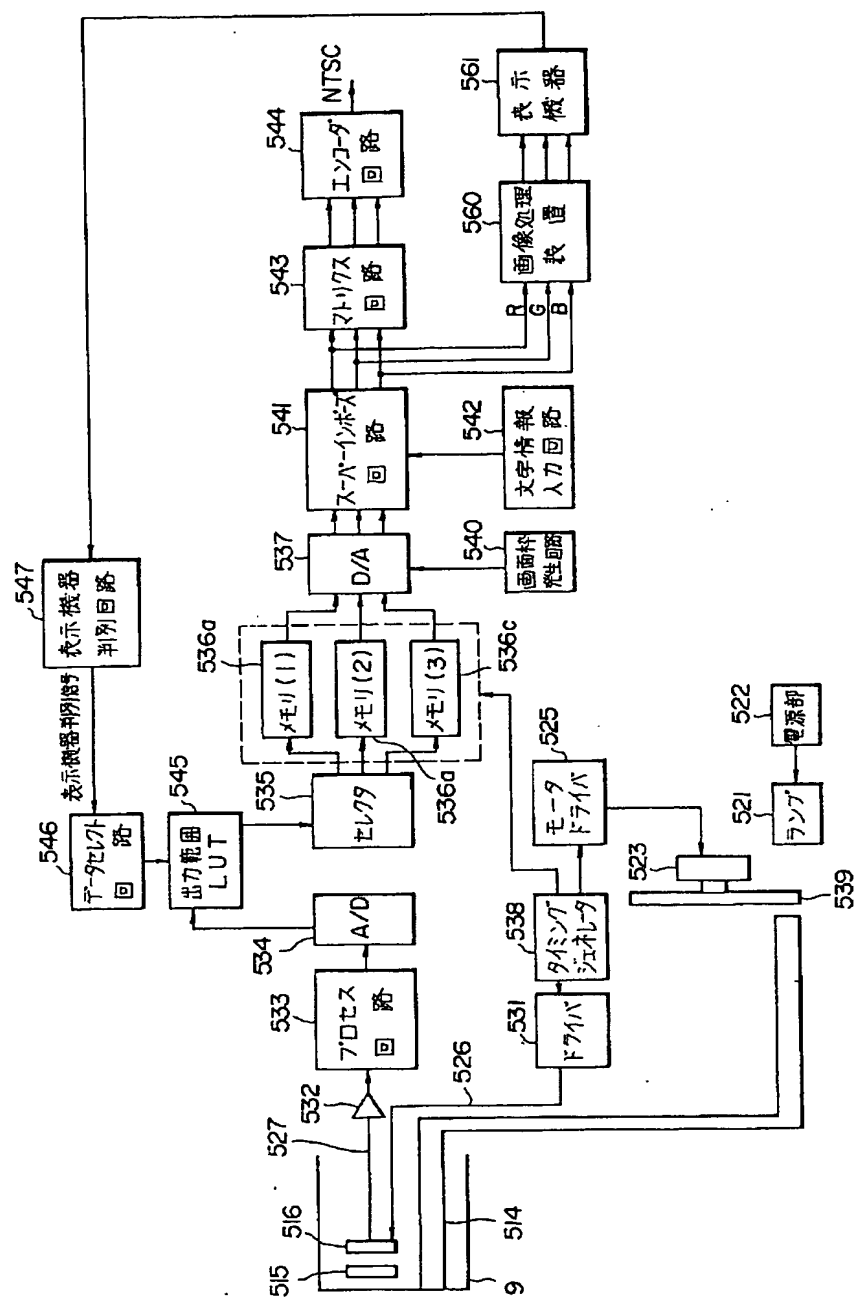 544
エンコーダ
回路
NTSC
561
表示
機器
543
マトリクス
回路
560
画像処理
装置
R
G
B
541
スーパーインポーズ
回路
542
文字情報
入力回路
537
D/A
540
画面枠
発生回路
547
表示機器
判別回路
表示機器判別信号
536a
メモリ(1)
メモリ(2)
メモリ(3)
536c
536a
535
セレクタ
546
データセレクト
回路
545
出力範囲
LUT
534
A/D
533
プロセス
回路
532
527
526
516
515
514
9
525
モータ
ドライバ
538
タイミング
ジェネレータ
531
ドライバ
522
電源部
521
ランプ
523
539